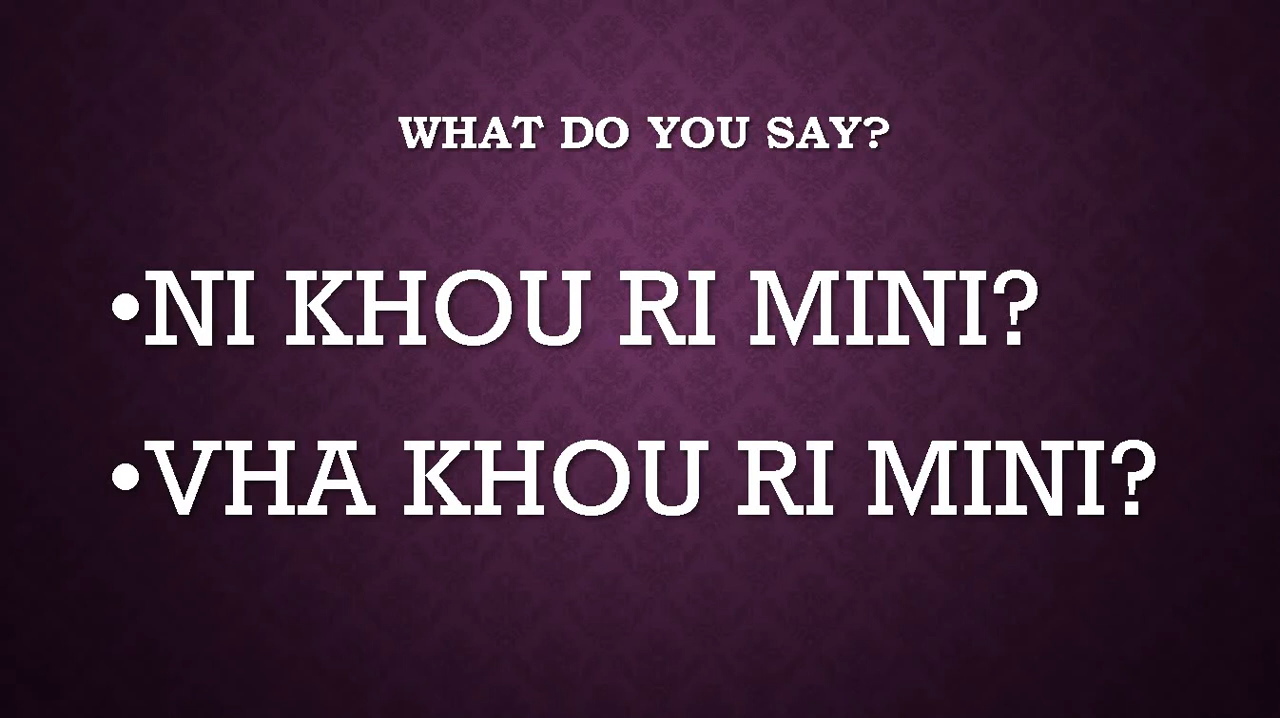 WHAT DO YOU SAY?
•NI KHOU RI MINI?
•VHA KHOU RI MINI?